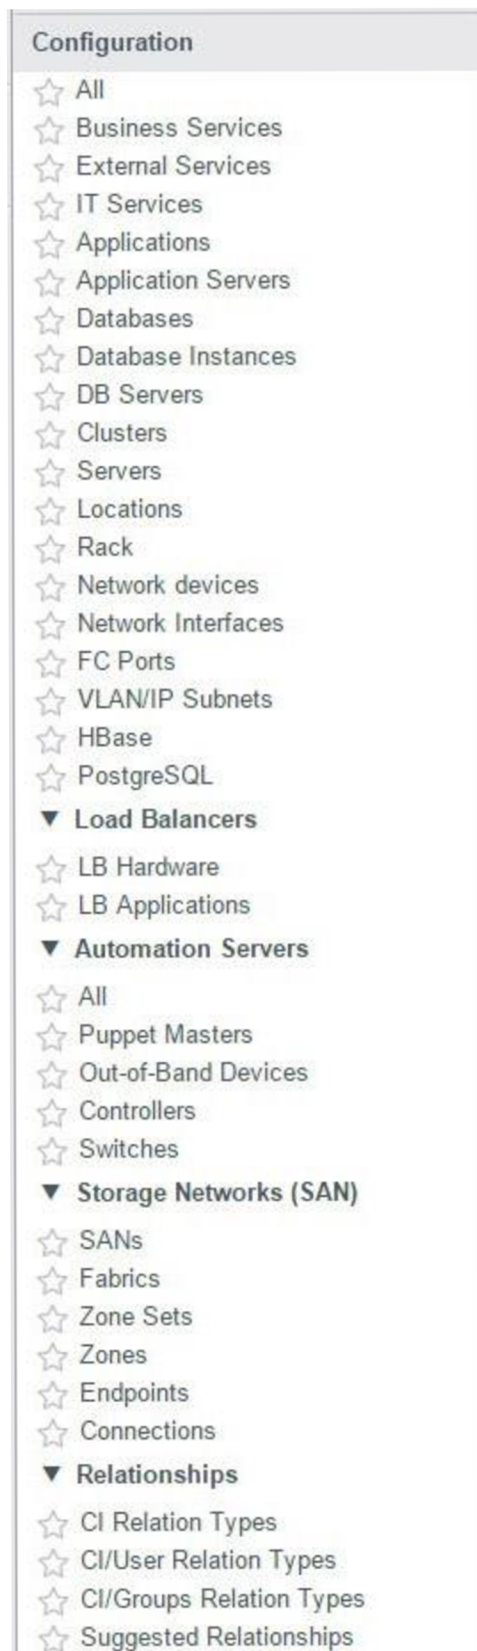 Configuration
All
Business Services
External Services
IT Services
Applications
Application Servers
Databases
Database Instances
DB Servers
Clusters
Servers
Locations
Rack
Network devices
Network Interfaces
FC Ports
VLAN/IP Subnets
HBase
PostgreSQL
Load Balancers
LB Hardware
LB Applications
Automation Servers
All
Puppet Masters
Out-of-Band Devices
Controllers
Switches
Storage Networks (SAN)
SANs
Fabrics
Zone Sets
Zones
Endpoints
Connections
Relationships
CI Relation Types
CI/User Relation Types
CI/Groups Relation Types
Suggested Relationships